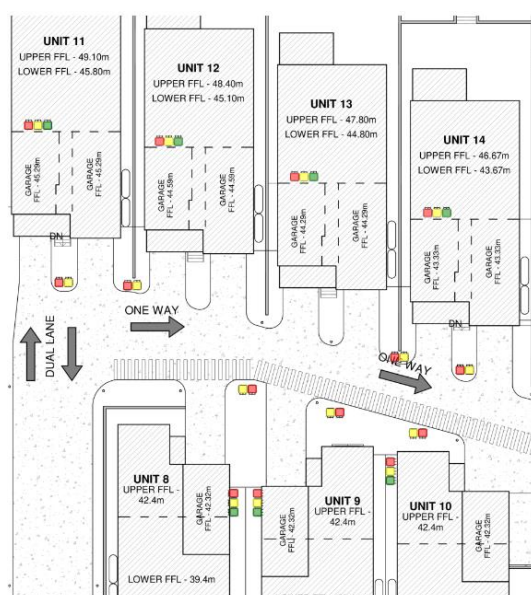 UNIT 11
UPPER FFL - 49.10m
LOWER FFL - 45.80m
GARAGE
FFL - 45.29m
GARAGE
FFL - 45.29m
DN
UNIT 12
UPPER FFL - 48.40m
LOWER FFL - 45.10m
GARAGE
FFL - 44.59m
GARAGE
FFL - 44.59m
UNIT 13
UPPER FFL - 47.80m
LOWER FFL - 44.80m
GARAGE
FFL - 44.29m
GARAGE
FFL - 44.29m
UNIT 14
UPPER FFL - 46.67m
LOWER FFL - 43.67m
GARAGE
FFL - 43.33m
GARAGE
FFL - 43.33m
DN
DUAL LANE
ONE WAY
ONE WAY
UNIT 8
UPPER FFL -
42.4m
GARAGE
FFL - 42.32m
LOWER FFL - 39.4m
GARAGE
FFL - 42.32m
UNIT 9
UPPER FFL -
42.4m
UNIT 10
UPPER FFL -
42.4m
GARAGE
FFL - 42.32m